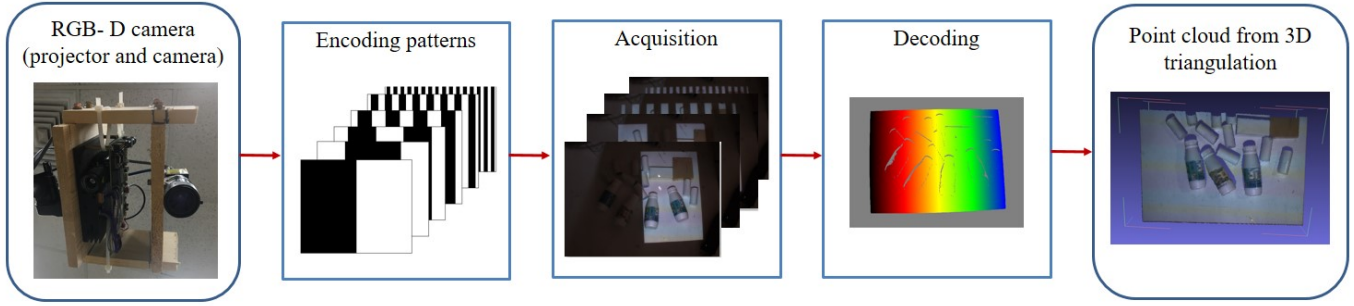 RGB- D camera
(projector and camera)
Encoding patterns
Acquisition
Decoding
Point cloud from 3D
triangulation